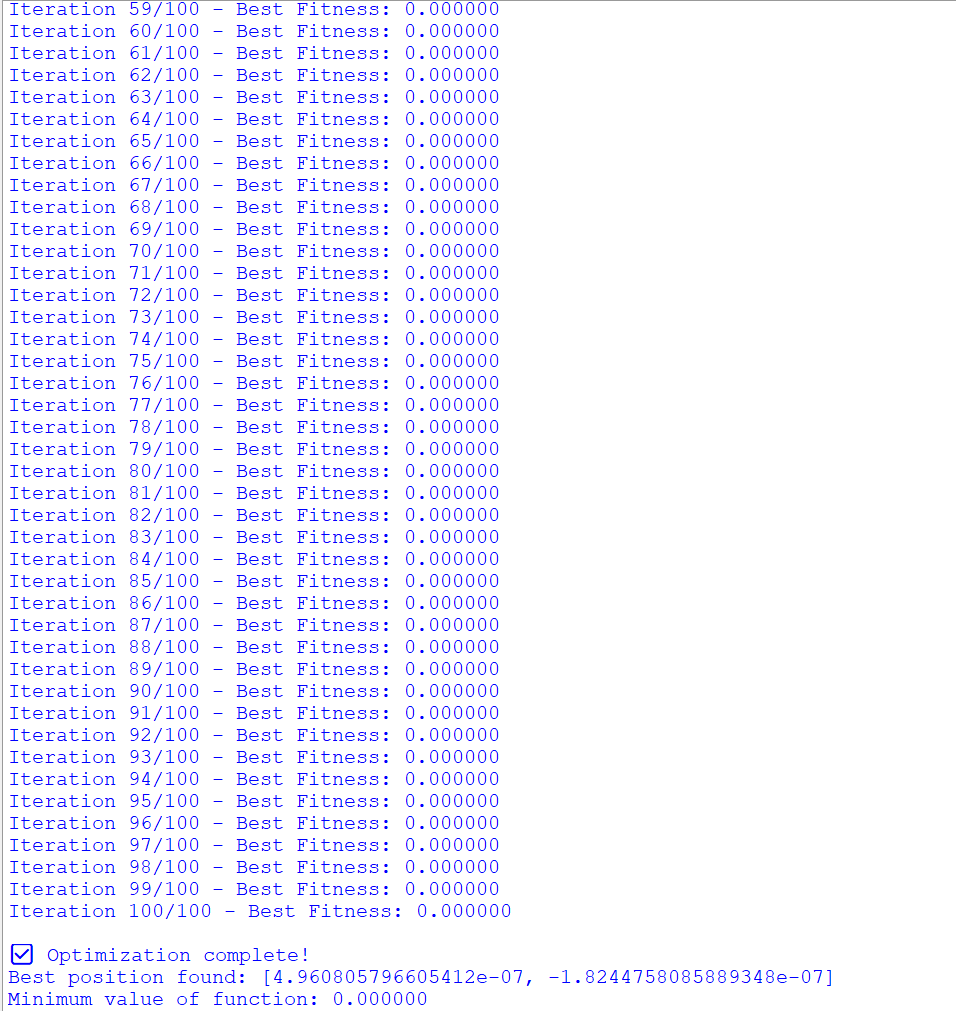 Iteration 59/100 - Best Fitness: 0.000000
Iteration 60/100 - Best Fitness: 0.000000
Iteration 61/100 - Best Fitness: 0.000000
Iteration 62/100 - Best Fitness: 0.000000
Iteration 63/100 - Best Fitness: 0.000000
Iteration 64/100 - Best Fitness: 0.000000
Iteration 65/100 - Best Fitness: 0.000000
Iteration 66/100 - Best Fitness: 0.000000
Iteration 67/100 - Best Fitness: 0.000000
Iteration 68/100 - Best Fitness: 0.000000
Iteration 69/100 - Best Fitness: 0.000000
Iteration 70/100 - Best Fitness: 0.000000
Iteration 71/100 - Best Fitness: 0.000000
Iteration 72/100 - Best Fitness: 0.000000
Iteration 73/100 - Best Fitness: 0.000000
Iteration 74/100 - Best Fitness: 0.000000
Iteration 75/100 - Best Fitness: 0.000000
Iteration 76/100 - Best Fitness: 0.000000
Iteration 77/100 - Best Fitness: 0.000000
Iteration 78/100 - Best Fitness: 0.000000
Iteration 79/100 - Best Fitness: 0.000000
Iteration 80/100 - Best Fitness: 0.000000
Iteration 81/100 - Best Fitness: 0.000000
Iteration 82/100 - Best Fitness: 0.000000
Iteration 83/100 - Best Fitness: 0.000000
Iteration 84/100 - Best Fitness: 0.000000
Iteration 85/100 - Best Fitness: 0.000000
Iteration 86/100 - Best Fitness: 0.000000
Iteration 87/100 - Best Fitness: 0.000000
Iteration 88/100 - Best Fitness: 0.000000
Iteration 89/100 - Best Fitness: 0.000000
Iteration 90/100 - Best Fitness: 0.000000
Iteration 91/100 - Best Fitness: 0.000000
Iteration 92/100 - Best Fitness: 0.000000
Iteration 93/100 - Best Fitness: 0.000000
Iteration 94/100 - Best Fitness: 0.000000
Iteration 95/100 - Best Fitness: 0.000000
Iteration 96/100 - Best Fitness: 0.000000
Iteration 97/100 - Best Fitness: 0.000000
Iteration 98/100 - Best Fitness: 0.000000
Iteration 99/100 - Best Fitness: 0.000000
Iteration 100/100 - Best Fitness: 0.000000
☑ Optimization complete!
Best position found: [4.960805796605412e-07, -1.8244758085889348e-07]
Minimum value of function: 0.000000